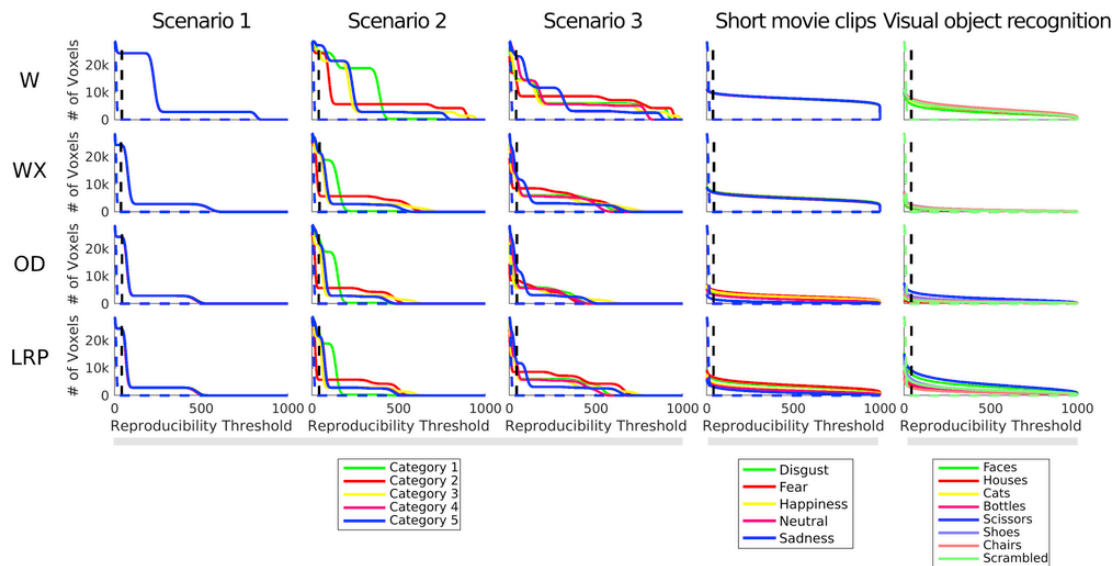 Scenario 1 Scenario 2 Scenario 3 Short movie clips Visual object recognition
W
# of Voxels
20k
10k
0
WX
# of Voxels
20k
10k
0
OD
# of Voxels
20k
10k
0
LRP
# of Voxels
20k
10k
0
0 500 1000 500 1000 500 1000 0 500 1000 0 500 1000
Reproducibility Threshold Reproducibility Threshold Reproducibility Threshold Reproducibility Threshold Reproducibility Threshold
Category 1
Category 2
Category 3
Category 4
Category 5
Disgust
Fear
Happiness
Neutral
Sadness
Faces
Houses
Cats
Bottles
Scissors
Shoes
Chairs
Scrambled